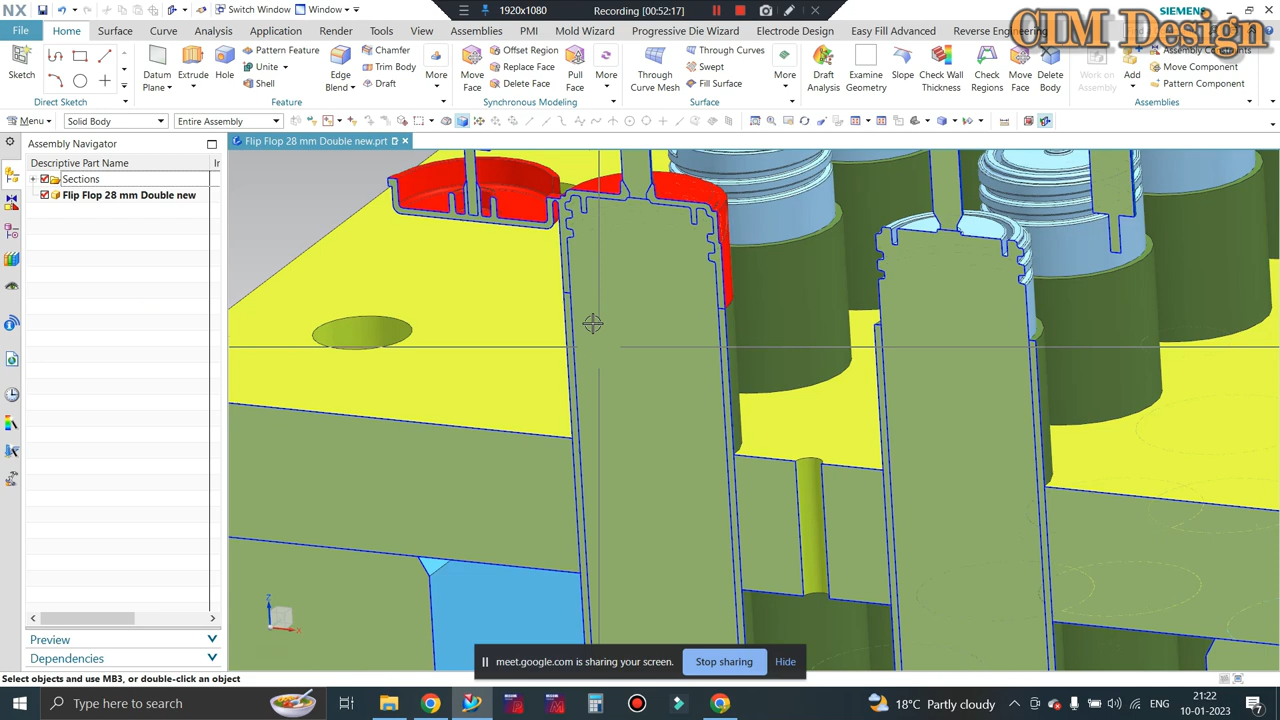 NX
Switch Window
Window
1920x1080
Recording [00:52:17]
SIEMENS
CIM Design
File
Home
Surface
Curve
Analysis
Application
Render
Tools
View
Assemblies
PMI
Mold Wizard
Progressive Die Wizard
Electrode Design
Easy Fill Advanced
Reverse Engineering
Sketch
Direct Sketch
Datum Plane
Extrude
Hole
Pattern Feature
Unite
Shell
Edge Blend
Chamfer
Trim Body
Draft
More
Feature
Move Face
Offset Region
Replace Face
Delete Face
Pull Face
More
Synchronous Modeling
Through Curve Mesh
Through Curves
Swept
Fill Surface
More
Surface
Draft Analysis
Examine Geometry
Slope
Check Wall Thickness
Check Regions
Move Face
Delete Body
Work on Assembly
Add
Assembly Constraints
Move Component
Pattern Component
Assemblies
Menu
Solid Body
Entire Assembly
Assembly Navigator
Descriptive Part Name
Sections
Flip Flop 28 mm Double new
Flip Flop 28 mm Double new.prt
Z
X
Preview
Dependencies
meet.google.com is sharing your screen.
Stop sharing
Hide
Select objects and use MB3, or double-click an object
Type here to search
18°C Partly cloudy
ENG
21:22
10-01-2023
7